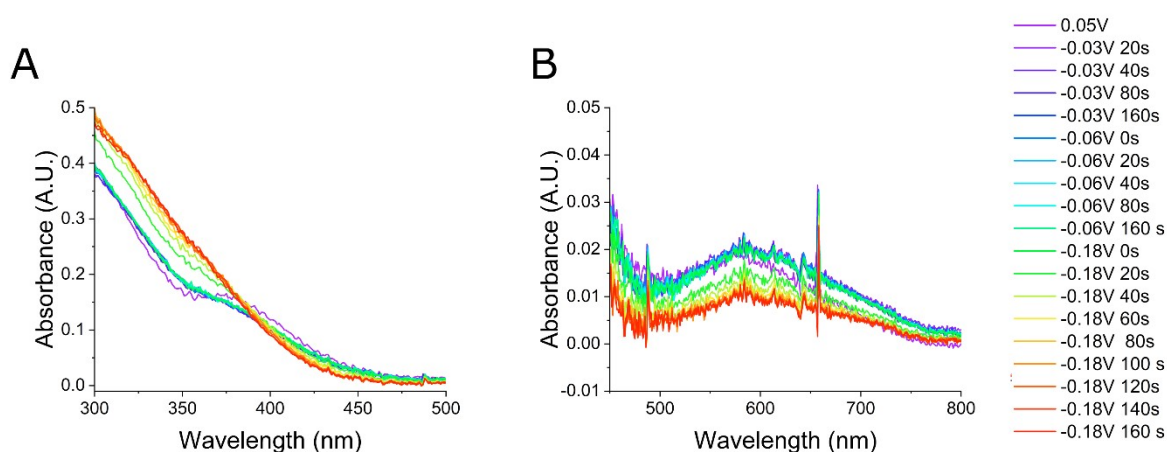 A
B
Absorbance (A.U.)
0.5
0.4
0.3
0.2
0.1
0.0
300
350
400
450
500
Wavelength (nm)
Absorbance (A.U.)
0.05
0.04
0.03
0.02
0.01
0.00
-0.01
500
600
700
800
Wavelength (nm)
0.05V
-0.03V 20s
-0.03V 40s
-0.03V 80s
-0.03V 160s
-0.06V 0s
-0.06V 20s
-0.06V 40s
-0.06V 80s
-0.06V 160 s
-0.18V 0s
-0.18V 20s
-0.18V 40s
-0.18V 60s
-0.18V 80s
-0.18V 100 s
-0.18V 120s
-0.18V 140s
-0.18V 160 s